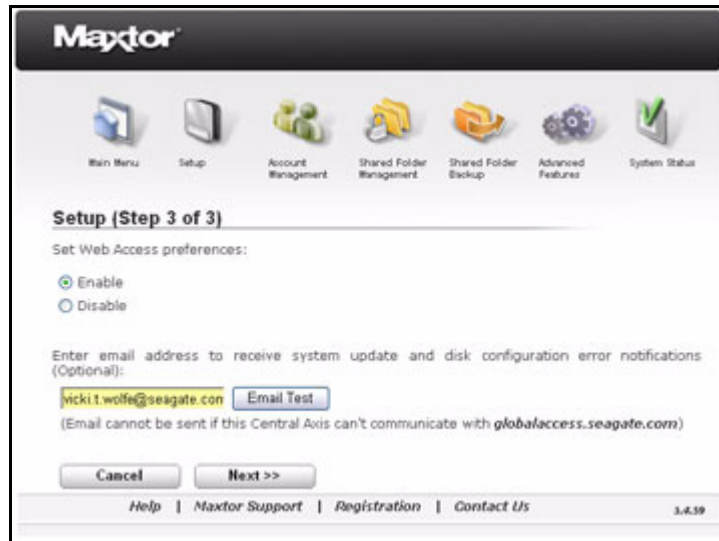 Maxtor
Main Menu
Setup
Account Management
Shared Folder Management
Shared Folder Backup
Advanced Features
System Status
Setup (Step 3 of 3)
Set Web Access preferences:
Enable
Disable
Enter email address to receive system update and disk configuration error notifications
(Optional):
vicki.t.wolfe@seagate.com Email Test
(Email cannot be sent if this Central Axis can't communicate with globalaccess.seagate.com)
Cancel Next >>
Help | Maxtor Support | Registration | Contact Us 3.4.59